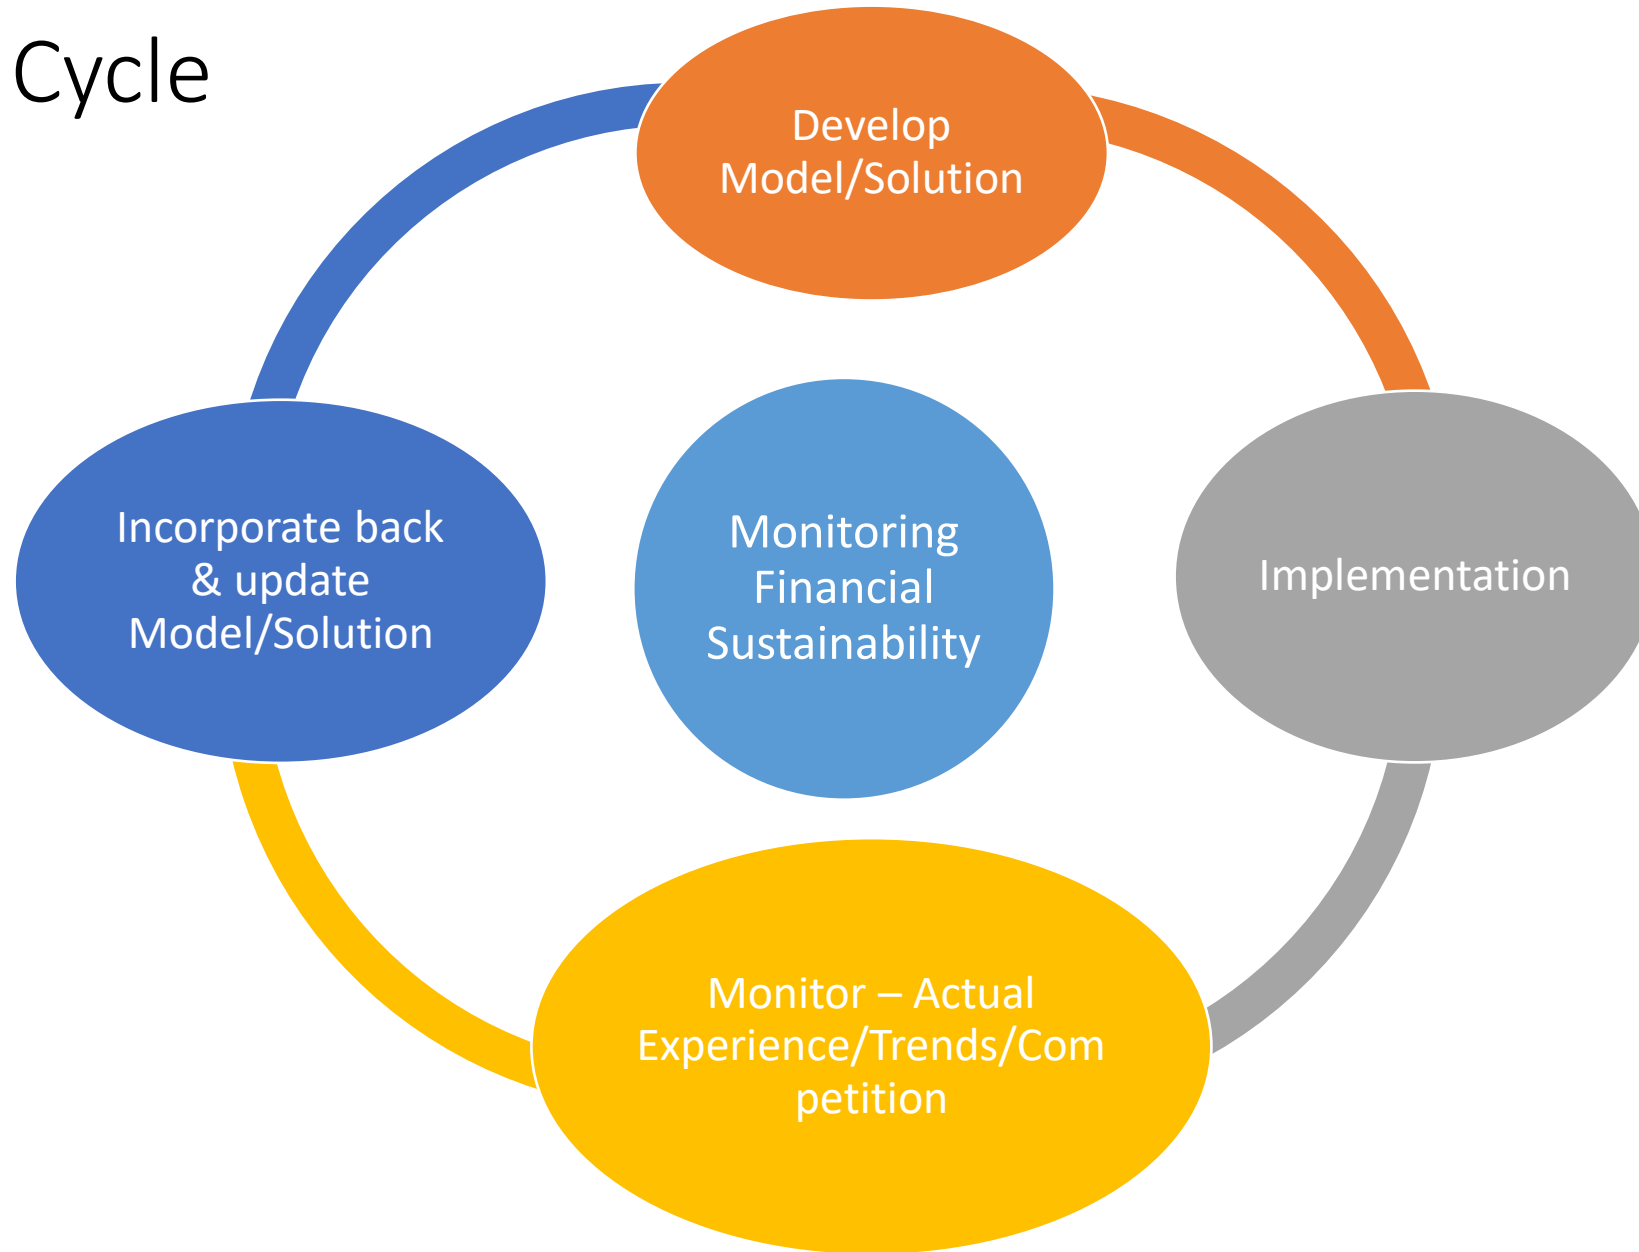 Cycle
Develop
Model/Solution
Implementation
Monitor – Actual
Experience/Trends/Com
petition
Incorporate back
& update
Model/Solution
Monitoring
Financial
Sustainability